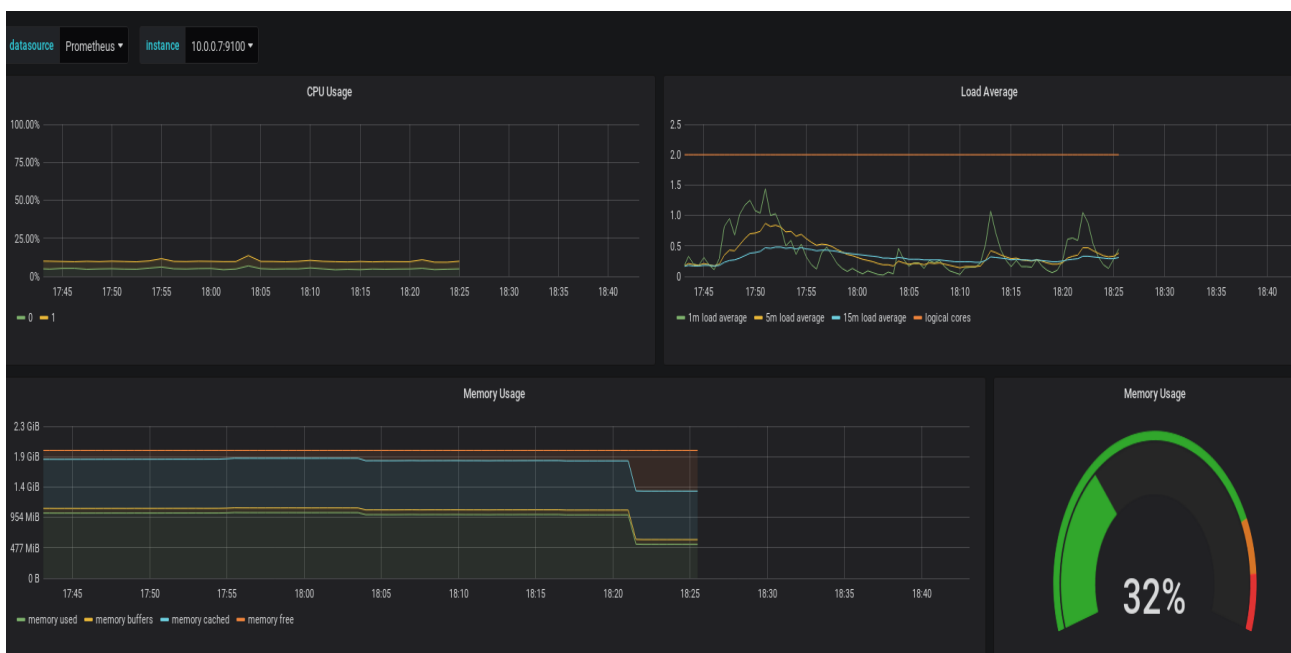 datasource Prometheus instance 10.0.0.7:9100
CPU Usage
100.00%
75.00%
50.00%
25.00%
0%
17:45 17:50 17:55 18:00 18:05 18:10 18:15 18:20 18:25 18:30 18:35 18:40
0 1
Load Average
2.5
2.0
1.5
1.0
0.5
0
17:45 17:50 17:55 18:00 18:05 18:10 18:15 18:20 18:25 18:30 18:35 18:40
1m load average 5m load average 15m load average logical cores
Memory Usage
2.3 GiB
1.9 GiB
1.4 GiB
954 MiB
477 MiB
0 B
17:45 17:50 17:55 18:00 18:05 18:10 18:15 18:20 18:25 18:30 18:35 18:40
memory used memory buffers memory cached memory free
Memory Usage
32%